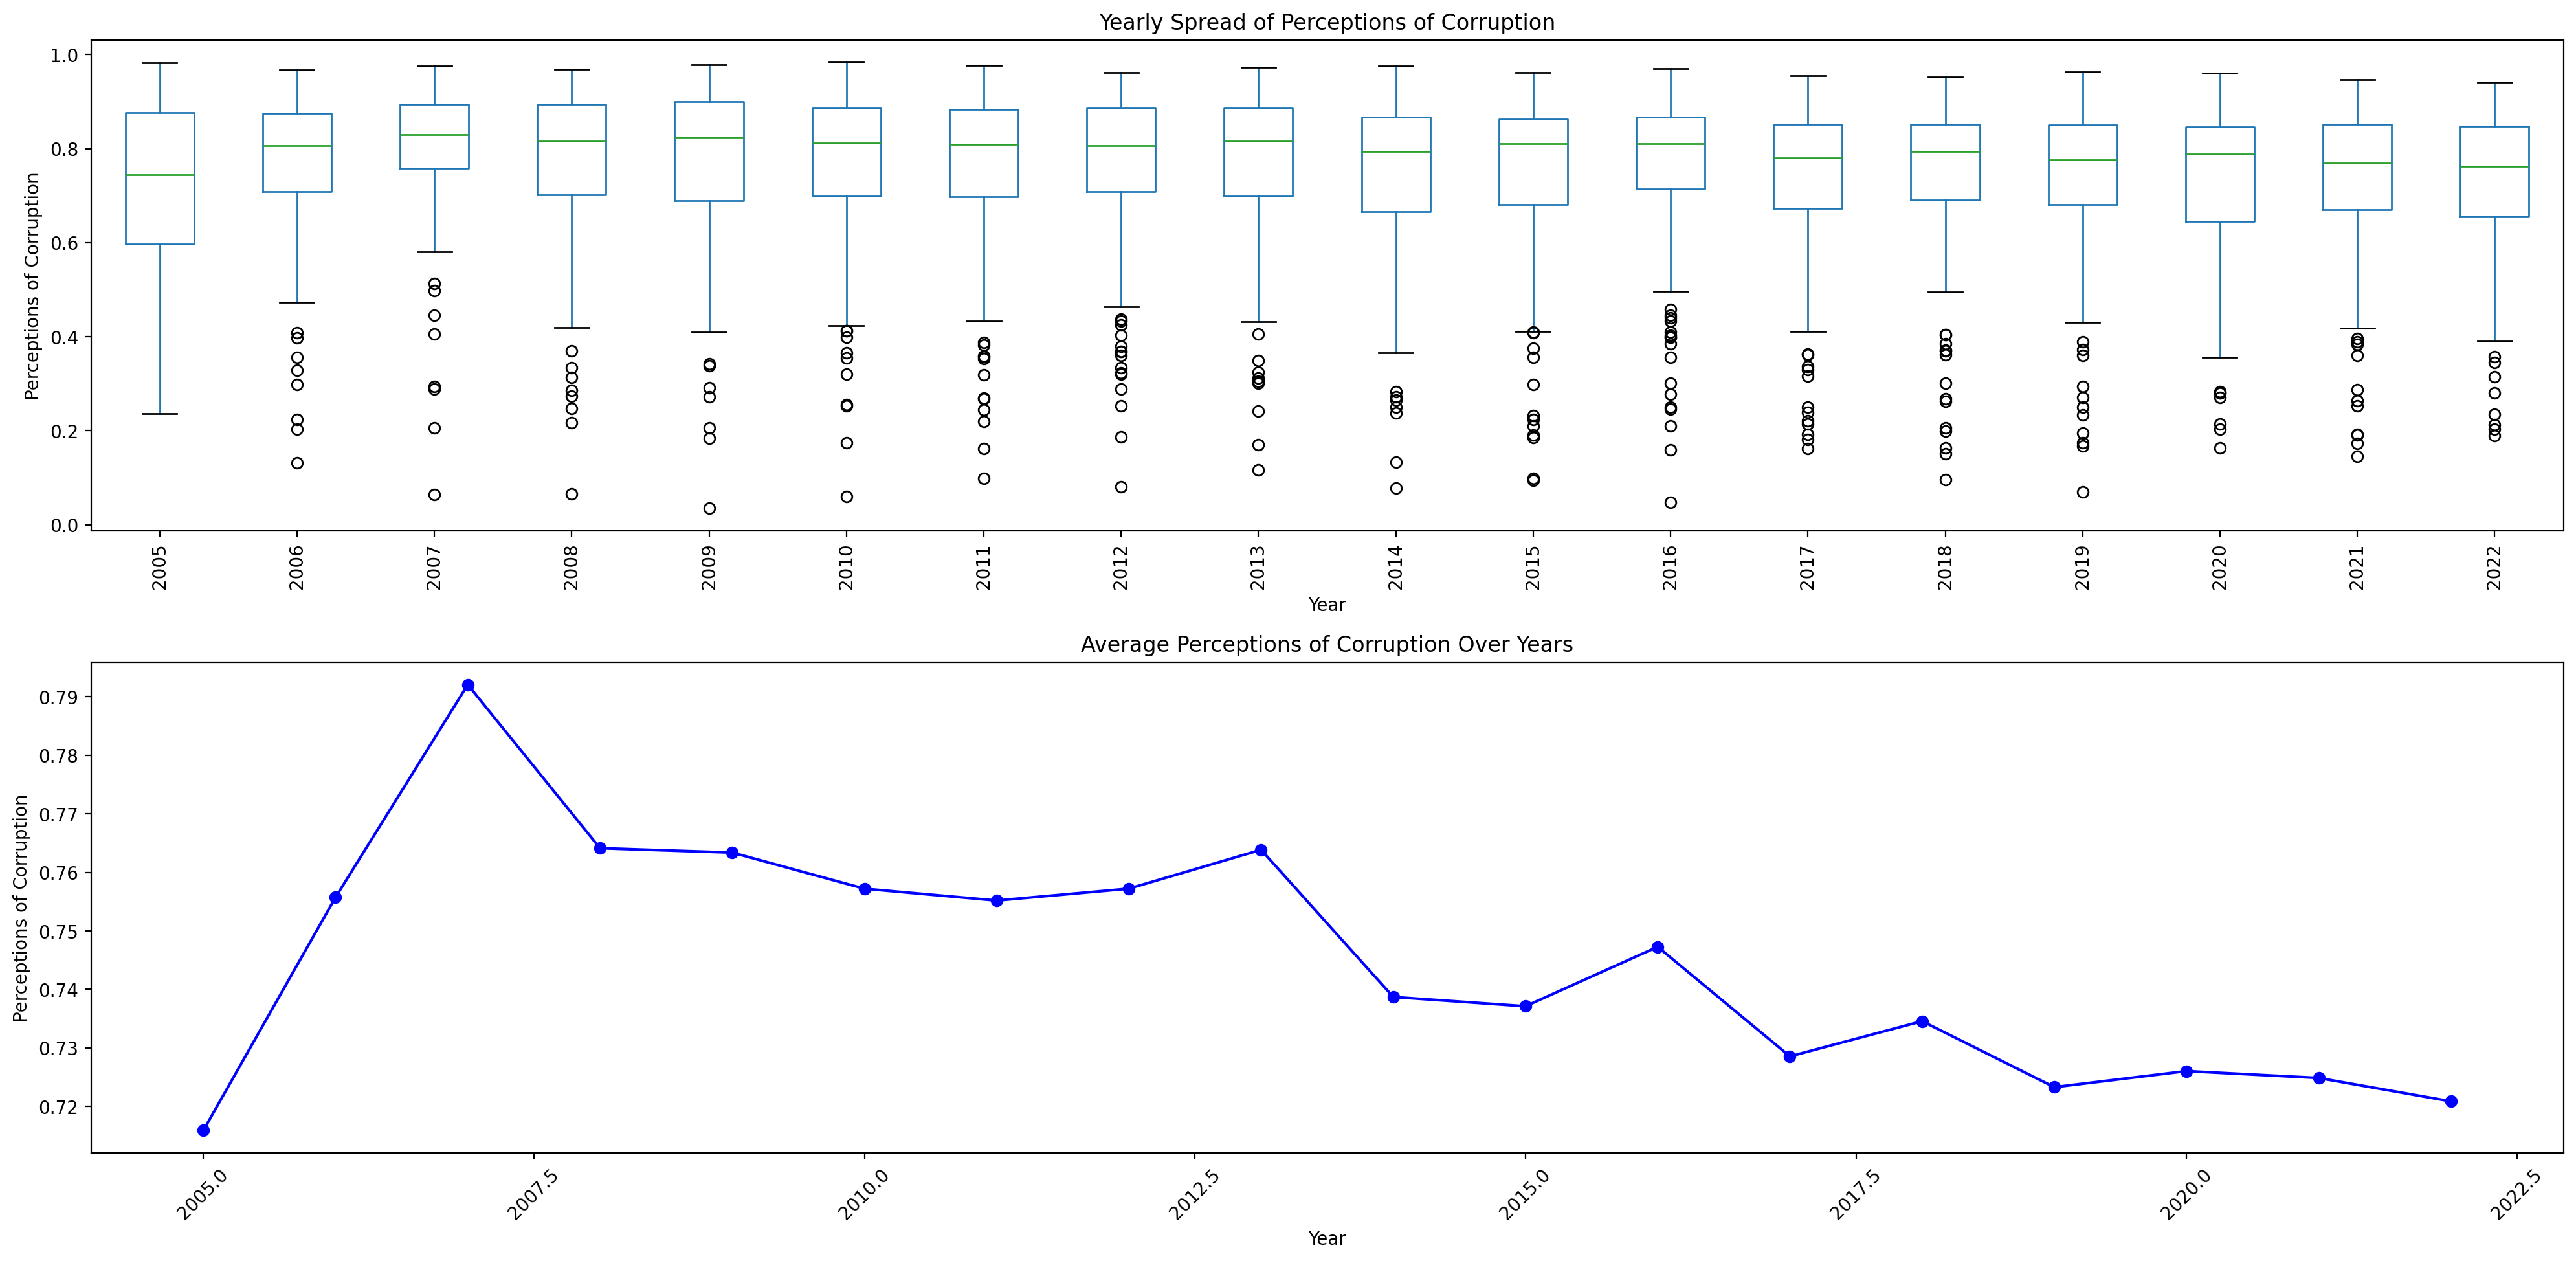 Yearly Spread of Perceptions of Corruption
Perceptions of Corruption
1.0
0.8
0.6
0.4
0.2
0.0
2005 2006 2007 2008 2009 2010 2011 2012 2013 2014 2015 2016 2017 2018 2019 2020 2021 2022
Year
Average Perceptions of Corruption Over Years
Perceptions of Corruption
0.79
0.78
0.77
0.76
0.75
0.74
0.73
0.72
2005.0 2007.5 2010.0 2012.5 2015.0 2017.5 2020.0 2022.5
Year